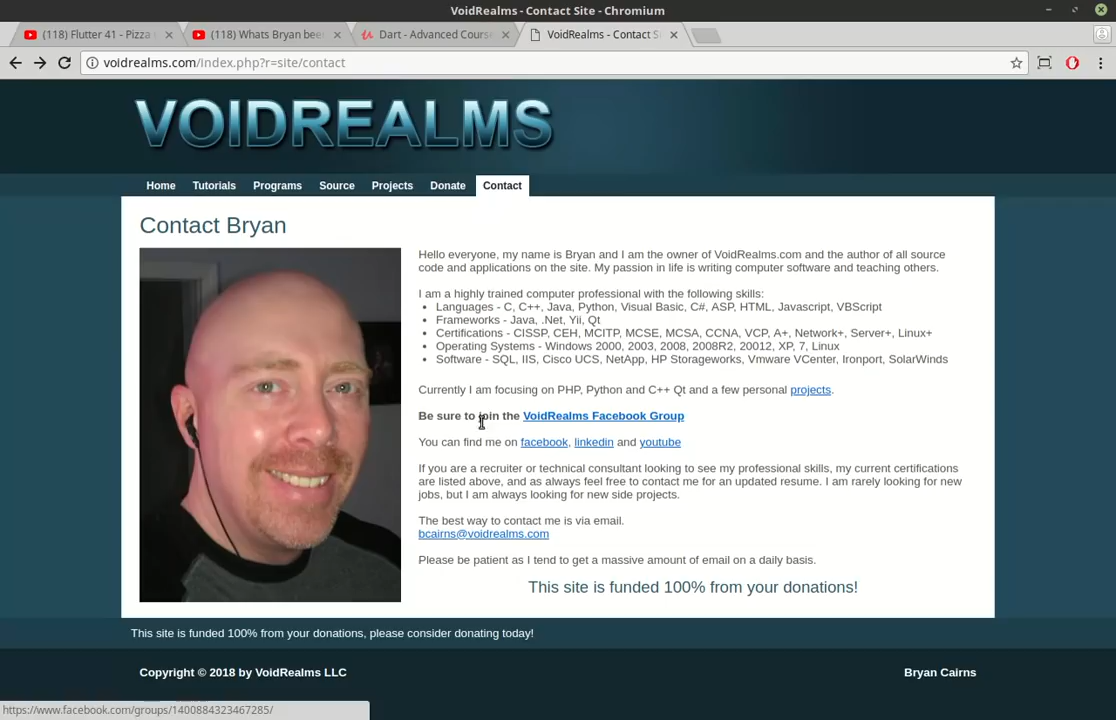 VoidRealms - Contact Site - Chromium
(118) Flutter 41 - Pizza
(118) Whats Bryan bee
Dart - Advanced Course
VoidRealms - Contact S
voidrealms.com/index.php?r=site/contact
VOIDREALMS
Home Tutorials Programs Source Projects Donate Contact
Contact Bryan
Hello everyone, my name is Bryan and I am the owner of VoidRealms.com and the author of all source
code and applications on the site. My passion in life is writing computer software and teaching others.
I am a highly trained computer professional with the following skills:
• Languages - C, C++, Java, Python, Visual Basic, C#, ASP, HTML, Javascript, VBScript
• Frameworks - Java, .Net, Yii, Qt
• Certifications - CISSP, CEH, MCITP, MCSE, MCSA, CCNA, VCP, A+, Network+, Server+, Linux+
• Operating Systems - Windows 2000, 2003, 2008, 2008R2, 20012, XP, 7, Linux
• Software - SQL, IIS, Cisco UCS, NetApp, HP Storageworks, Vmware VCenter, Ironport, SolarWinds
Currently I am focusing on PHP, Python and C++ Qt and a few personal projects.
Be sure to join the VoidRealms Facebook Group
You can find me on facebook, linkedin and youtube
If you are a recruiter or technical consultant looking to see my professional skills, my current certifications
are listed above, and as always feel free to contact me for an updated resume. I am rarely looking for new
jobs, but I am always looking for new side projects.
The best way to contact me is via email.
bcairns@voidrealms.com
Please be patient as I tend to get a massive amount of email on a daily basis.
This site is funded 100% from your donations!
This site is funded 100% from your donations, please consider donating today!
Copyright © 2018 by VoidRealms LLC
Bryan Cairns
https://www.facebook.com/groups/1400884323467285/